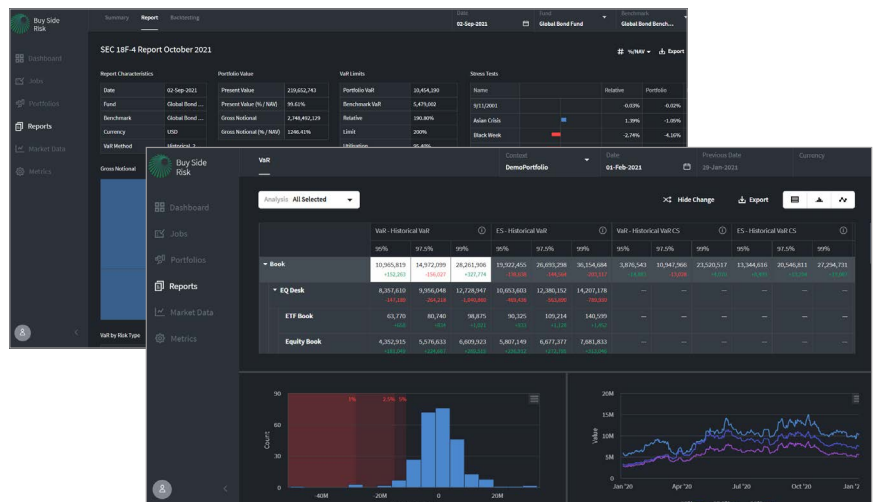 Buy Side
Risk
Summary Report Backtesting
Date Fund Benchmark
02-Sep-2021 Global Bond Fund Global Bond Bench...
SEC 18F-4 Report October 2021
# %/NAV Export
Dashboard
Jobs
Portfolios
Reports
Market Data
Metrics
Report Characteristics Portfolio Value VaR Limits Stress Tests
Date 02-Sep-2021 Present Value 219,652,743 Portfolio VaR 10,454,190 Name Relative Portfolio
Fund Global Bond ... Present Value (% / NAV) 99.61% Benchmark VaR 5,479,002 9/11/2001 -0.03% -0.02%
Benchmark Global Bond ... Gross Notional 2,748,492,129 Relative 190.80% Asian Crisis 1.39% -1.05%
Currency USD Gross Notional (% / NAV) 1246.41% Limit 200% Black Week -2.74% -4.16%
VaR Method Utilisation
Gross Notional
VaR by Risk Type
Buy Side
Risk
VaR
Context Date Previous Date Currency
DemoPortfolio 01-Feb-2021 29-Jan-2021
Dashboard
Jobs
Portfolios
Reports
Market Data
Metrics
Analysis All Selected
Hide Change Export
VaR - Historical VaR ES - Historical VaR VaR - Historical VaR CS ES - Historical VaR CS
95% 97.5% 99% 95% 97.5% 99% 95% 97.5% 99% 95% 97.5% 99%
Book 10,965,819 14,972,099 28,261,906 19,922,455 26,693,298 36,154,684 3,876,543 10,947,966 23,520,517 13,344,616 20,546,811 27,294,731
+152,263 -156,027 +327,774
EQ Desk 8,357,610 9,956,048 12,728,947 10,653,603 12,380,152 14,207,178 — — — — — —
ETF Book 63,770 80,740 98,875 90,325 109,214 140,599 — — — — — —
Equity Book 4,352,915 5,576,633 6,609,923 5,807,149 6,677,377 7,681,833 — — — — — —
Count
90
60
30
0
-40M -20M 0 20M
Value
20M
15M
10M
5M
0
Jan '20 Apr '20 Jul '20 Oct '20